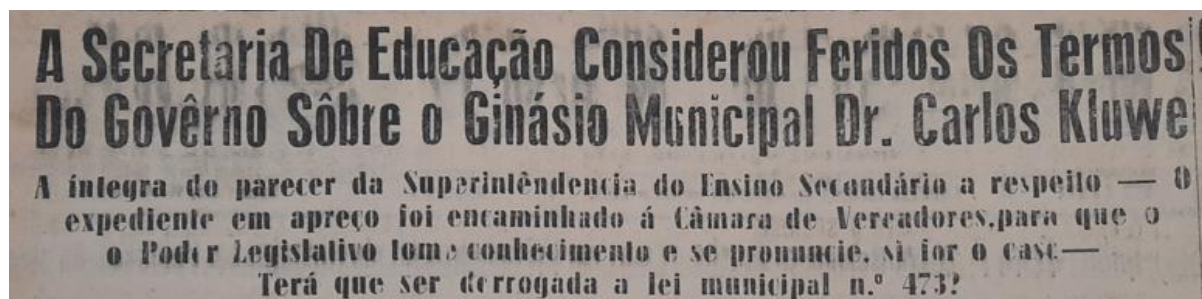 A Secretaria De Educação Considerou Feridos Os Termos
Do Govêrno Sôbre o Ginásio Municipal Dr. Carlos Kluwe
A íntegra do parecer da Superintêndencia do Ensino Secundário a respeito — O
expediente em apreço foi encaminhado á Câmara de Vereadores,para que o
o Poder Legislativo tome conhecimento e se pronuncie, si for o caso—
Terá que ser derrogada a lei municipal n.º 473?